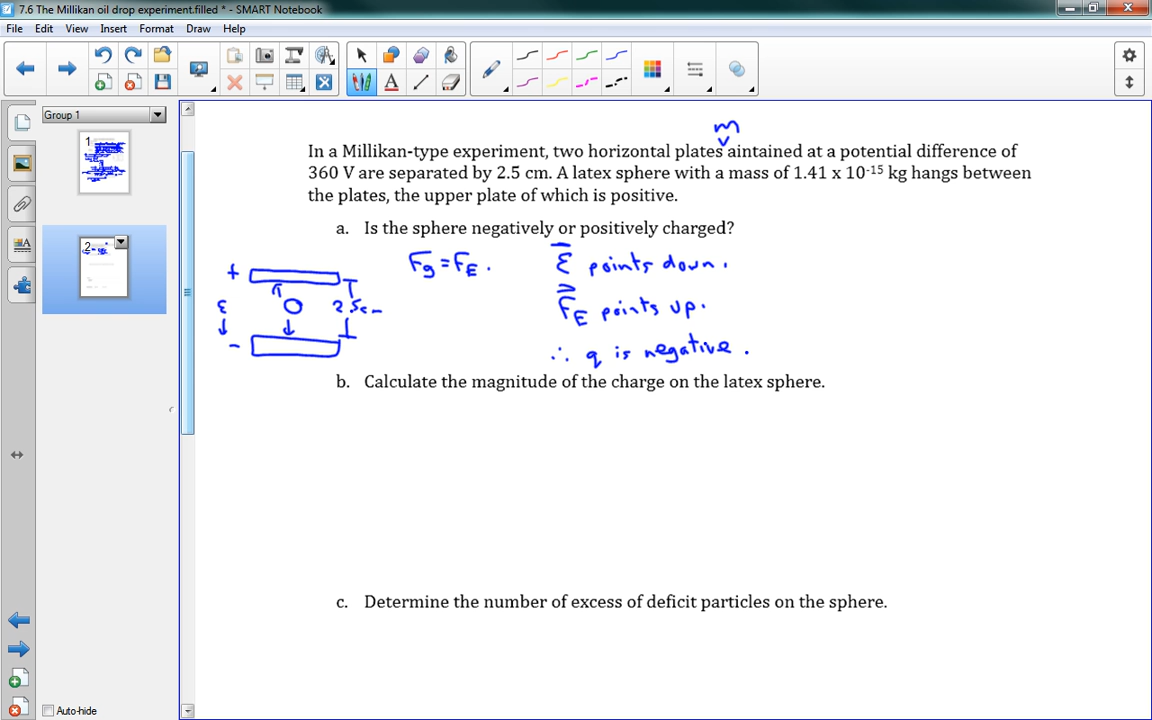 7.6 The Millikan oil drop experiment.filled * - SMART Notebook
File Edit View Insert Format Draw Help
Group 1
1
2
m
In a Millikan-type experiment, two horizontal plates aintained at a potential difference of
360 V are separated by 2.5 cm. A latex sphere with a mass of 1.41 x 10⁻¹⁵ kg hangs between
the plates, the upper plate of which is positive.
a. Is the sphere negatively or positively charged?
Fg = FE.
ε points down.
+
ε
2.5cm
FE points up.
-
∴ q is negative.
b. Calculate the magnitude of the charge on the latex sphere.
c. Determine the number of excess of deficit particles on the sphere.
Auto-hide